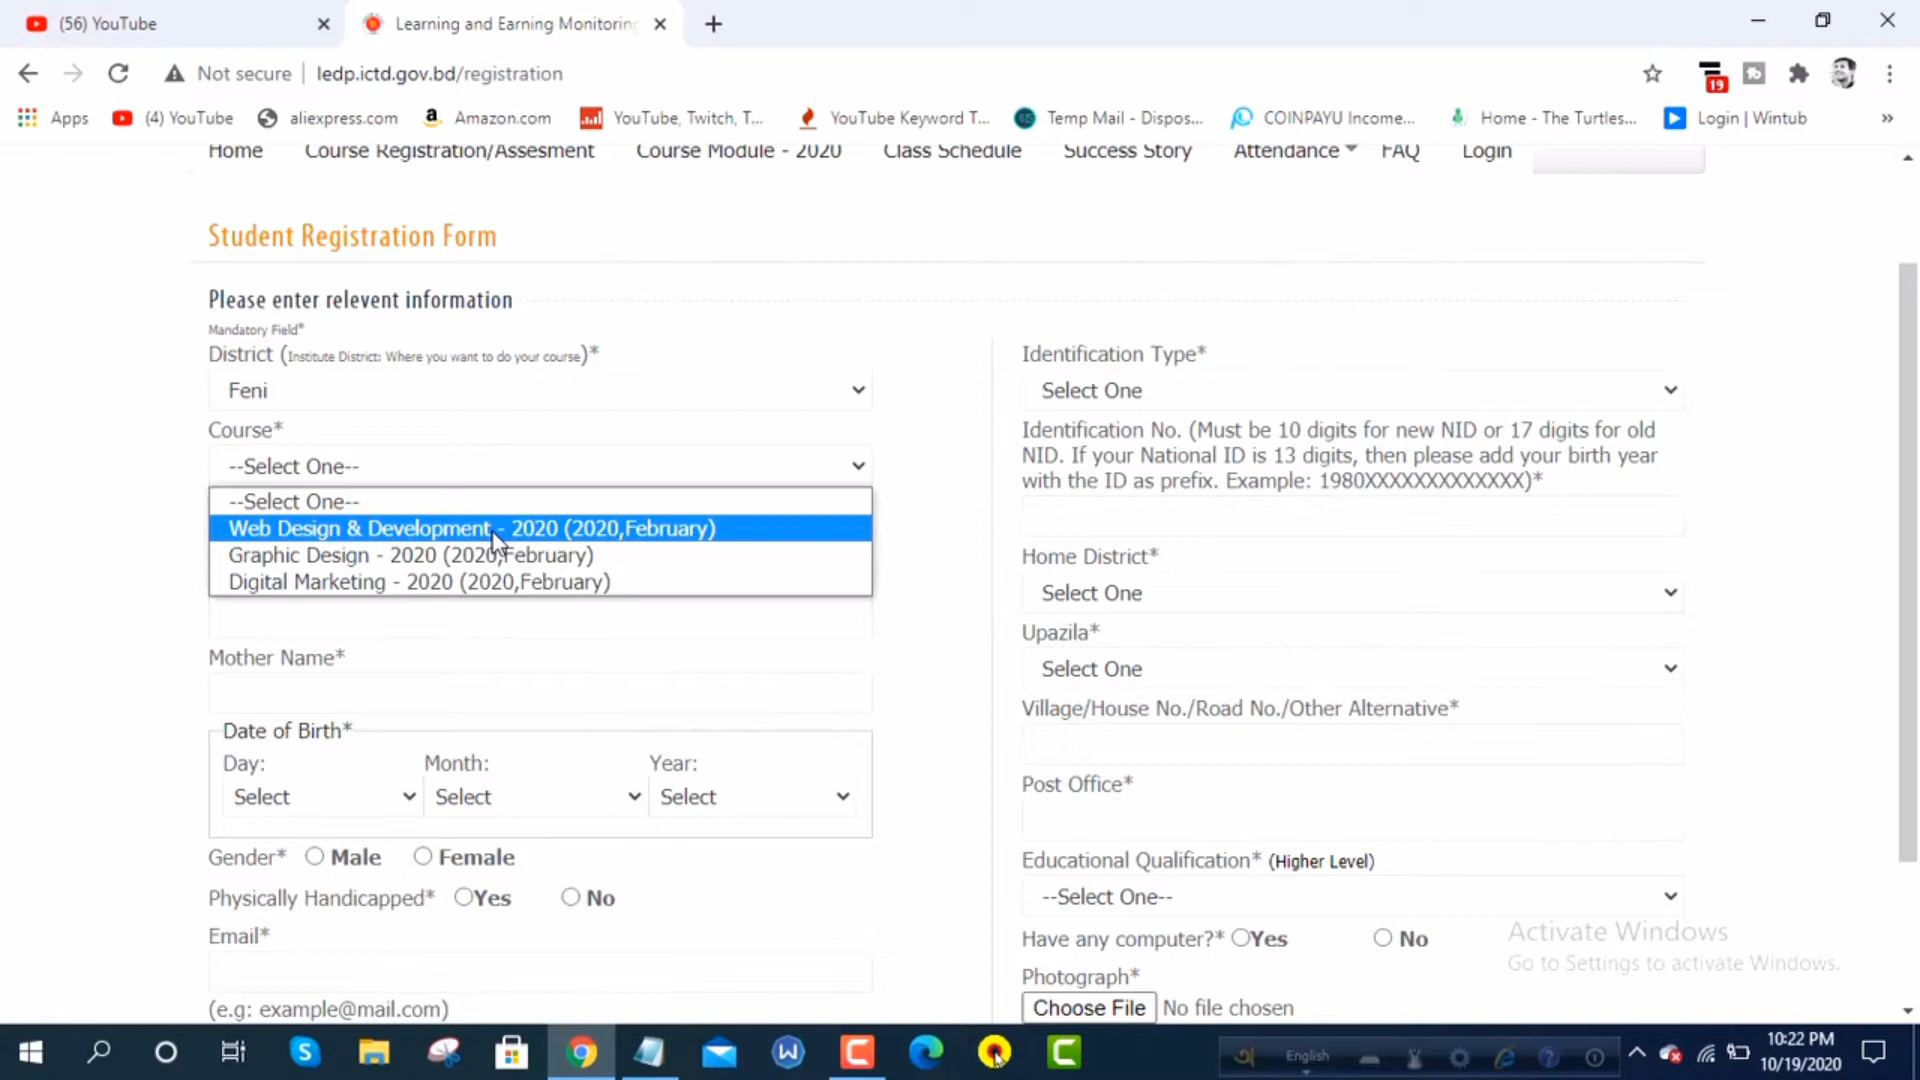 (56) YouTube
Learning and Earning Monitoring
Not secure
ledp.ictd.gov.bd/registration
19
Apps
(4) YouTube
aliexpress.com
Amazon.com
YouTube, Twitch, T...
YouTube Keyword T...
Temp Mail - Dispos...
COINPAYU Income...
Home - The Turtles...
Login | Wintub
»
Home Course Registration/Assesment Course Module - 2020 Class Schedule Success Story Attendance FAQ Login
Student Registration Form
Please enter relevent information
Mandatory Field*
District (Institute District: Where you want to do your course)*
Feni
Course*
--Select One--
--Select One--
Web Design & Development - 2020 (2020,February)
Graphic Design - 2020 (2020,February)
Digital Marketing - 2020 (2020,February)
Mother Name*
Date of Birth*
Day: Month: Year:
Select Select Select
Gender* Male Female
Physically Handicapped* Yes No
Email*
(e.g: example@mail.com)
Identification Type*
Select One
Identification No. (Must be 10 digits for new NID or 17 digits for old
NID. If your National ID is 13 digits, then please add your birth year
with the ID as prefix. Example: 1980XXXXXXXXXXXXX)*
Home District*
Select One
Upazila*
Select One
Village/House No./Road No./Other Alternative*
Post Office*
Educational Qualification* (Higher Level)
--Select One--
Have any computer?* Yes No
Photograph*
Choose File No file chosen
Activate Windows
Go to Settings to activate Windows.
English
10:22 PM
10/19/2020